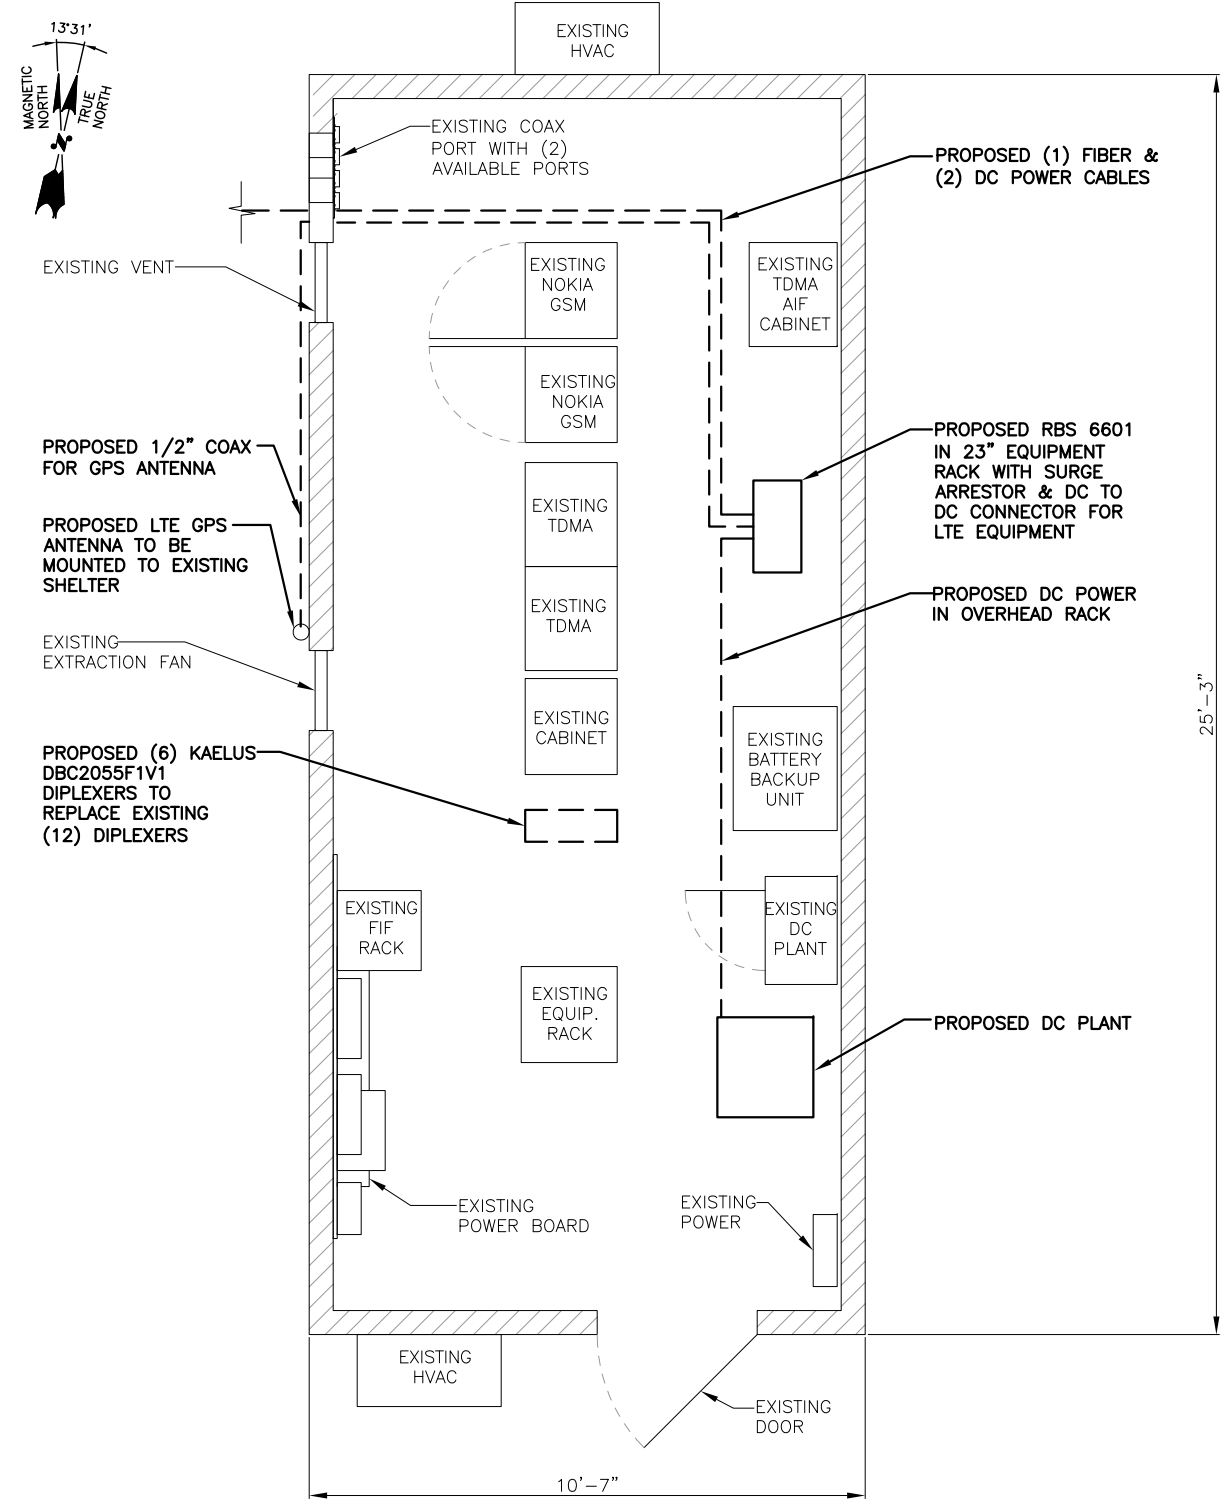 13°31'
MAGNETIC
NORTH
TRUE
NORTH
N
EXISTING
HVAC
EXISTING COAX
PORT WITH (2)
AVAILABLE PORTS
PROPOSED (1) FIBER &
(2) DC POWER CABLES
EXISTING VENT
EXISTING
NOKIA
GSM
EXISTING
TDMA
AIF
CABINET
EXISTING
NOKIA
GSM
PROPOSED 1/2" COAX
FOR GPS ANTENNA
PROPOSED RBS 6601
IN 23" EQUIPMENT
RACK WITH SURGE
ARRESTOR & DC TO
DC CONNECTOR FOR
LTE EQUIPMENT
EXISTING
TDMA
PROPOSED LTE GPS
ANTENNA TO BE
MOUNTED TO EXISTING
SHELTER
EXISTING
TDMA
PROPOSED DC POWER
IN OVERHEAD RACK
EXISTING
EXTRACTION FAN
25'-3"
EXISTING
CABINET
EXISTING
BATTERY
BACKUP
UNIT
PROPOSED (6) KAELUS
DBC2055F1V1
DIPLEXERS TO
REPLACE EXISTING
(12) DIPLEXERS
EXISTING
FIF
RACK
EXISTING
DC
PLANT
EXISTING
EQUIP.
RACK
PROPOSED DC PLANT
EXISTING
POWER BOARD
EXISTING
POWER
EXISTING
HVAC
EXISTING
DOOR
10'-7"